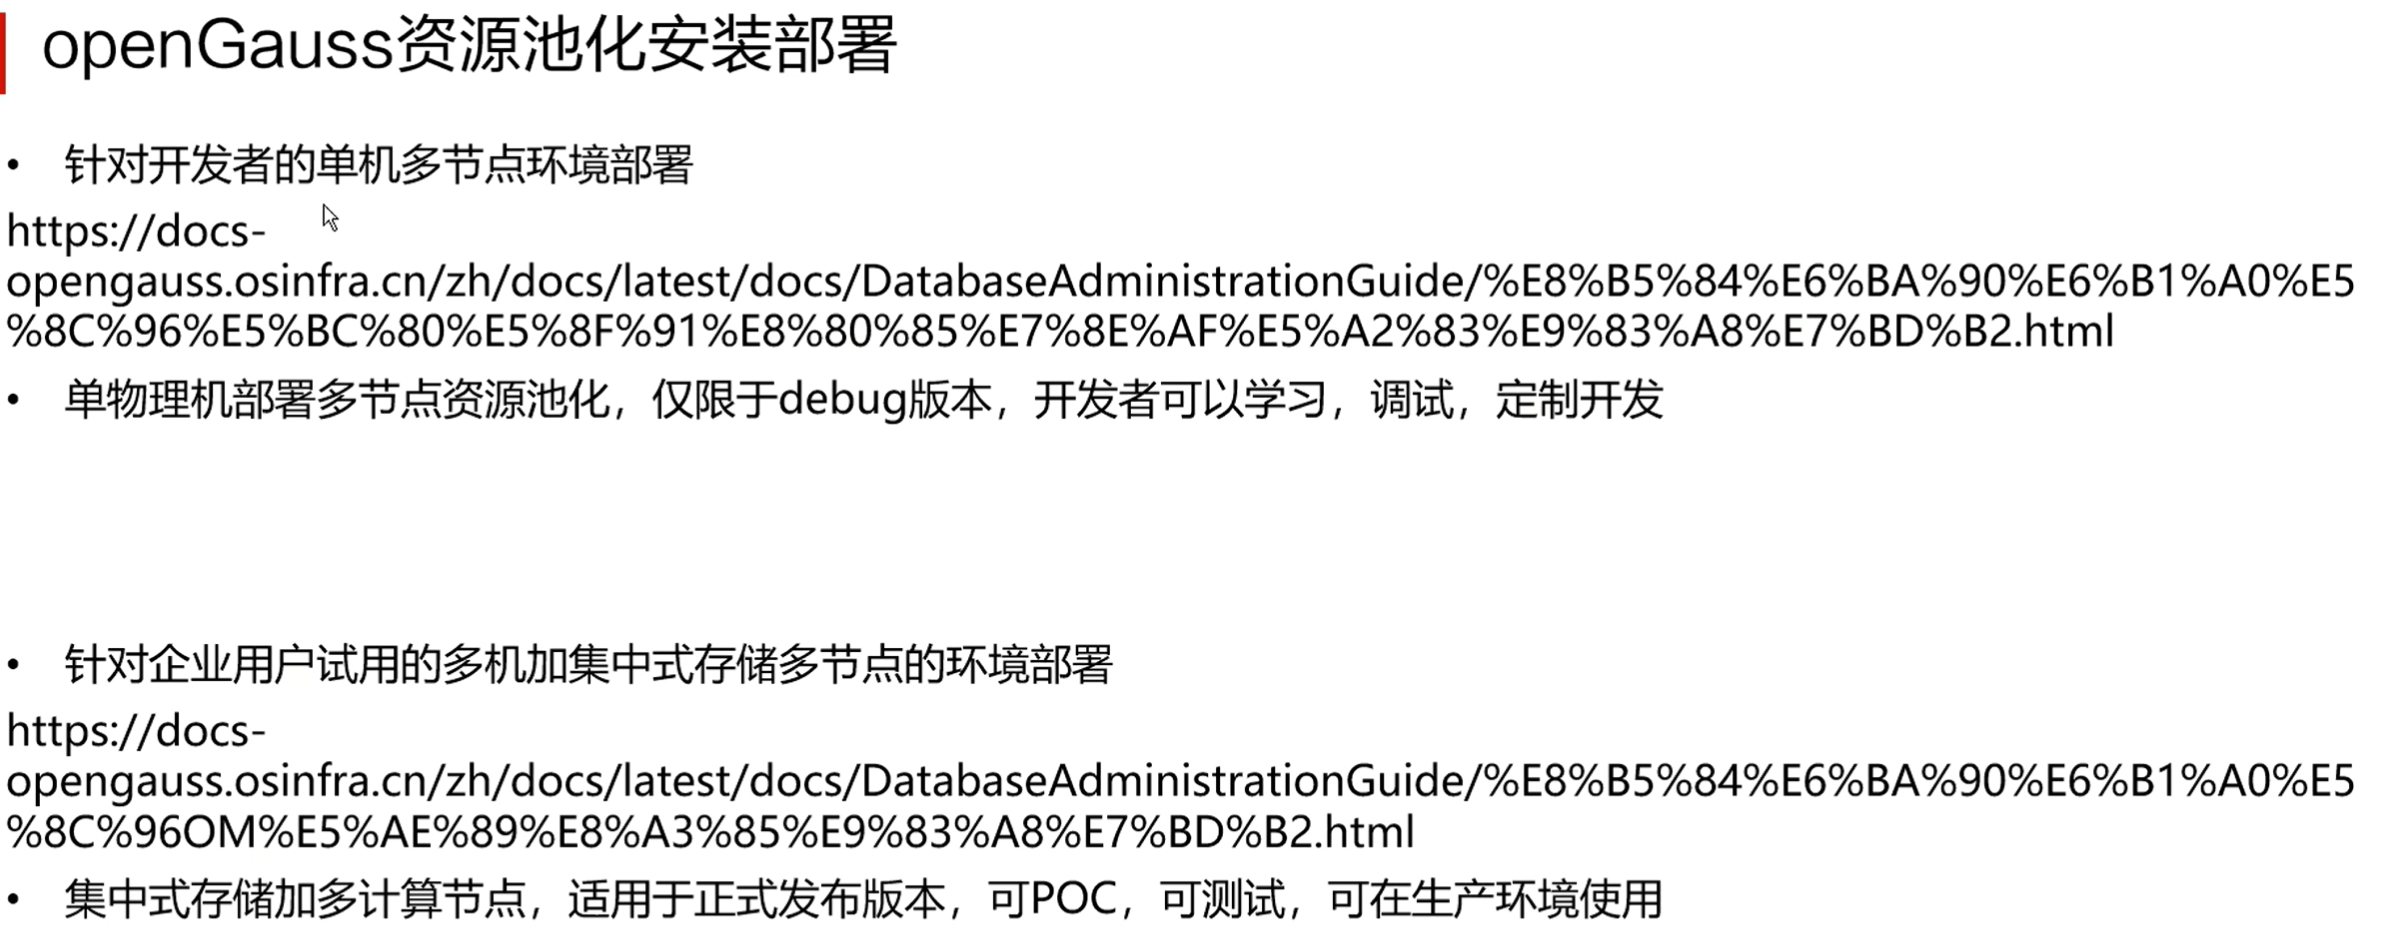 openGauss资源池化安装部署
• 针对开发者的单机多节点环境部署
https://docs-
opengauss.osinfra.cn/zh/docs/latest/docs/DatabaseAdministrationGuide/%E8%B5%84%E6%BA%90%E6%B1%A0%E5
%8C%96%E5%BC%80%E5%8F%91%E8%80%85%E7%8E%AF%E5%A2%83%E9%83%A8%E7%BD%B2.html
• 单物理机部署多节点资源池化，仅限于debug版本，开发者可以学习，调试，定制开发
• 针对企业用户试用的多机加集中式存储多节点的环境部署
https://docs-
opengauss.osinfra.cn/zh/docs/latest/docs/DatabaseAdministrationGuide/%E8%B5%84%E6%BA%90%E6%B1%A0%E5
%8C%96OM%E5%AE%89%E8%A3%85%E9%83%A8%E7%BD%B2.html
• 集中式存储加多计算节点，适用于正式发布版本，可POC，可测试，可在生产环境使用